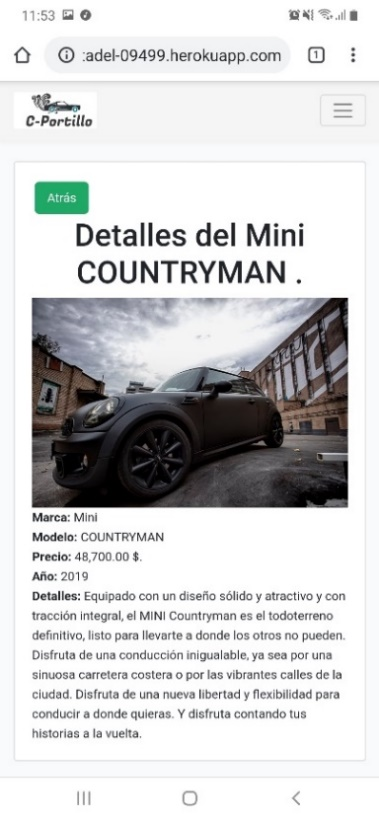 11:53
:adel-09499.herokuapp.com
1
C-Portillo
Atrás
Detalles del Mini
COUNTRYMAN .
Marca: Mini
Modelo: COUNTRYMAN
Precio: 48,700.00 $.
Año: 2019
Detalles: Equipado con un diseño sólido y atractivo y con
tracción integral, el MINI Countryman es el todoterreno
definitivo, listo para llevarte a donde los otros no pueden.
Disfruta de una conducción inigualable, ya sea por una
sinuosa carretera costera o por las vibrantes calles de la
ciudad. Disfruta de una nueva libertad y flexibilidad para
conducir a donde quieras. Y disfruta contando tus
historias a la vuelta.